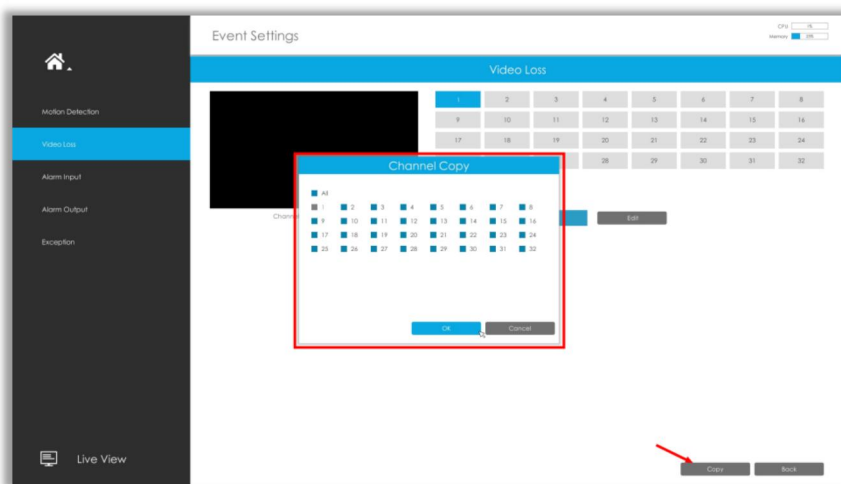 Event Settings
CPU
Memory
Video Loss
Motion Detection
Video Loss
Alarm Input
Alarm Output
Exception
Live View
1 2 3 4 5 6 7 8
9 10 11 12 13 14 15 16
17 18 19 20 21 22 23 24
28 29 30 31 32
Channel Copy
All
1 2 3 4 5 6 7 8
9 10 11 12 13 14 15 16
17 18 19 20 21 22 23 24
25 26 27 28 29 30 31 32
OK Cancel
Edit
Copy Back